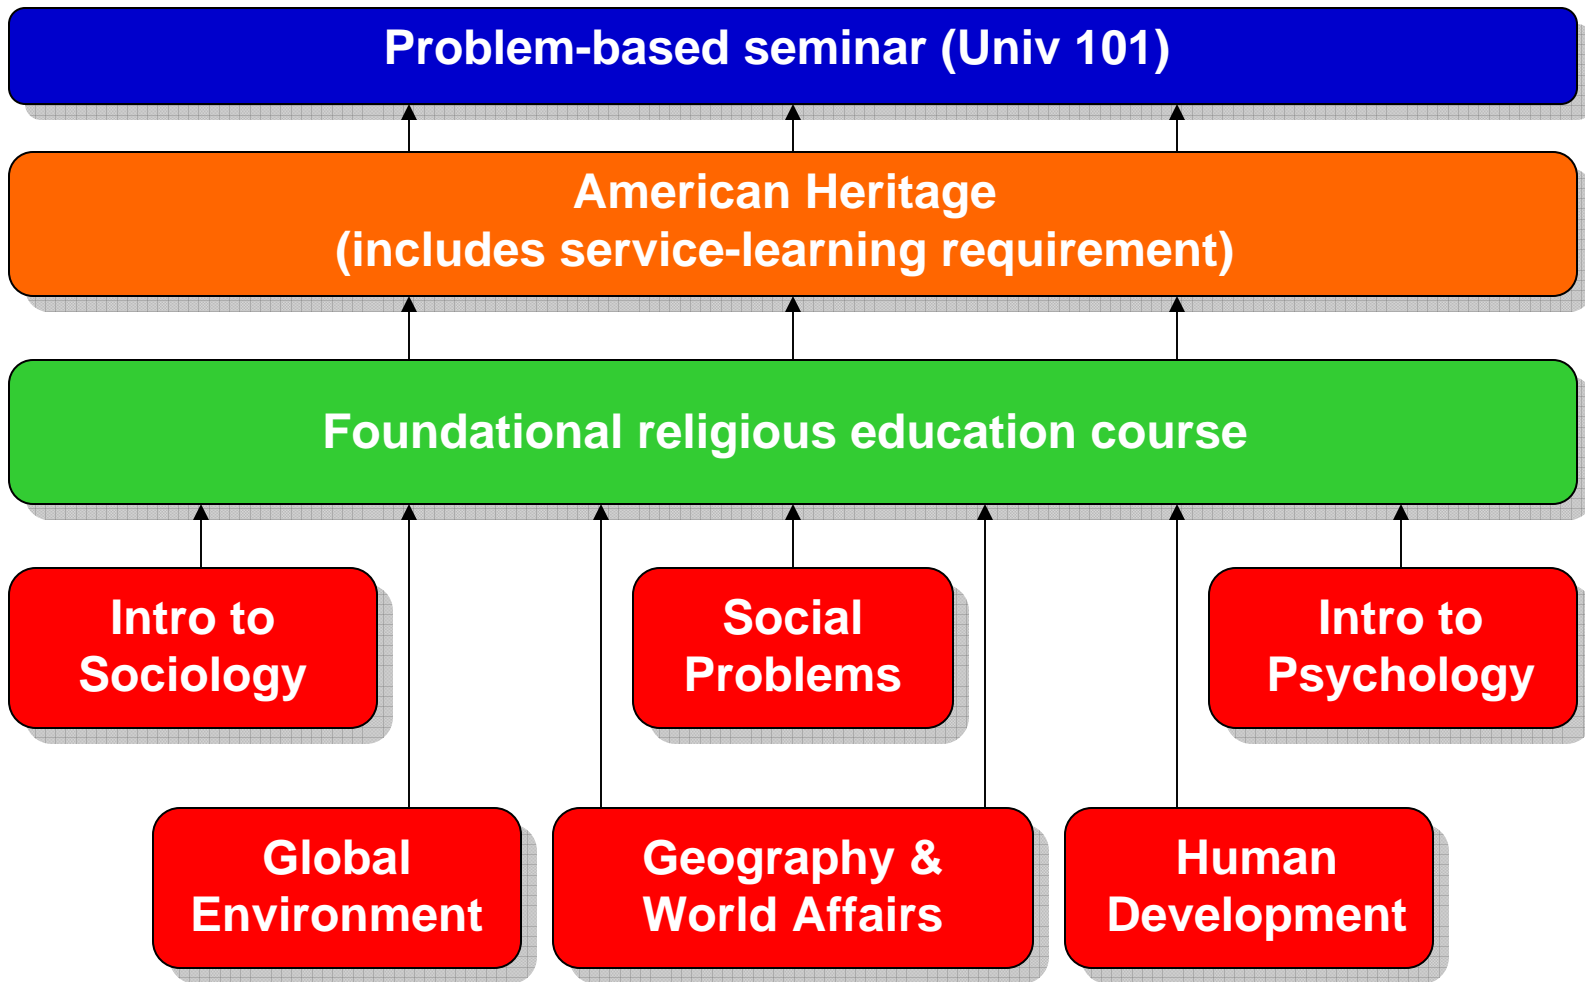 Problem-based seminar (Univ 101)
American Heritage
(includes service-learning requirement)
Foundational religious education course
Intro to
Sociology
Social
Problems
Intro to
Psychology
Global
Environment
Geography &
World Affairs
Human
Development